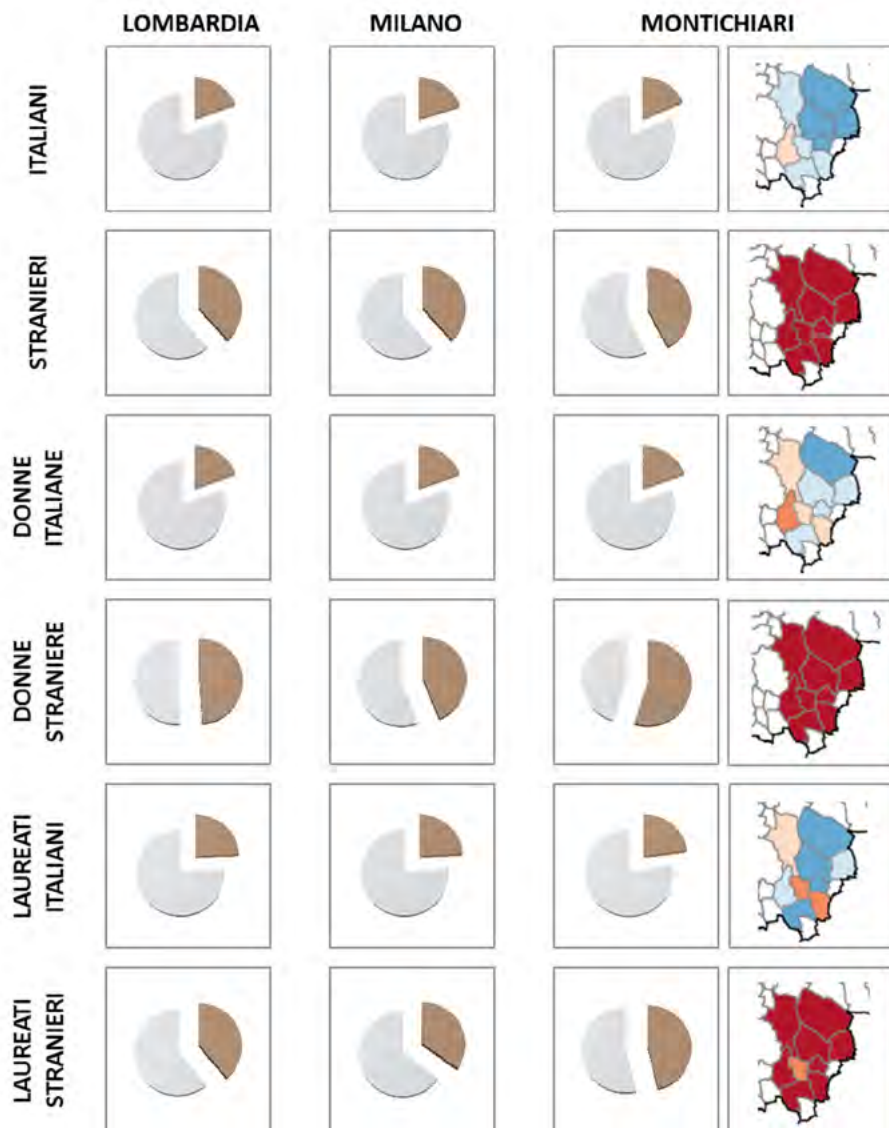 LOMBARDIA MILANO MONTICHIARI
ITALIANI
STRANIERI
DONNE
ITALIANE
DONNE
STRANIERE
LAUREATI
ITALIANI
LAUREATI
STRANIERI